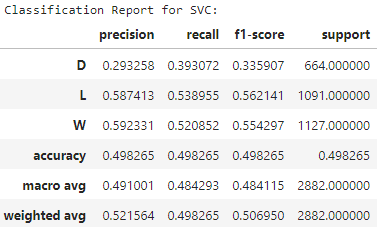 Classification Report for SVC:
precision recall f1-score support
D 0.293258 0.393072 0.335907 664.000000
L 0.587413 0.538955 0.562141 1091.000000
W 0.592331 0.520852 0.554297 1127.000000
accuracy 0.498265 0.498265 0.498265 0.498265
macro avg 0.491001 0.484293 0.484115 2882.000000
weighted avg 0.521564 0.498265 0.506950 2882.000000